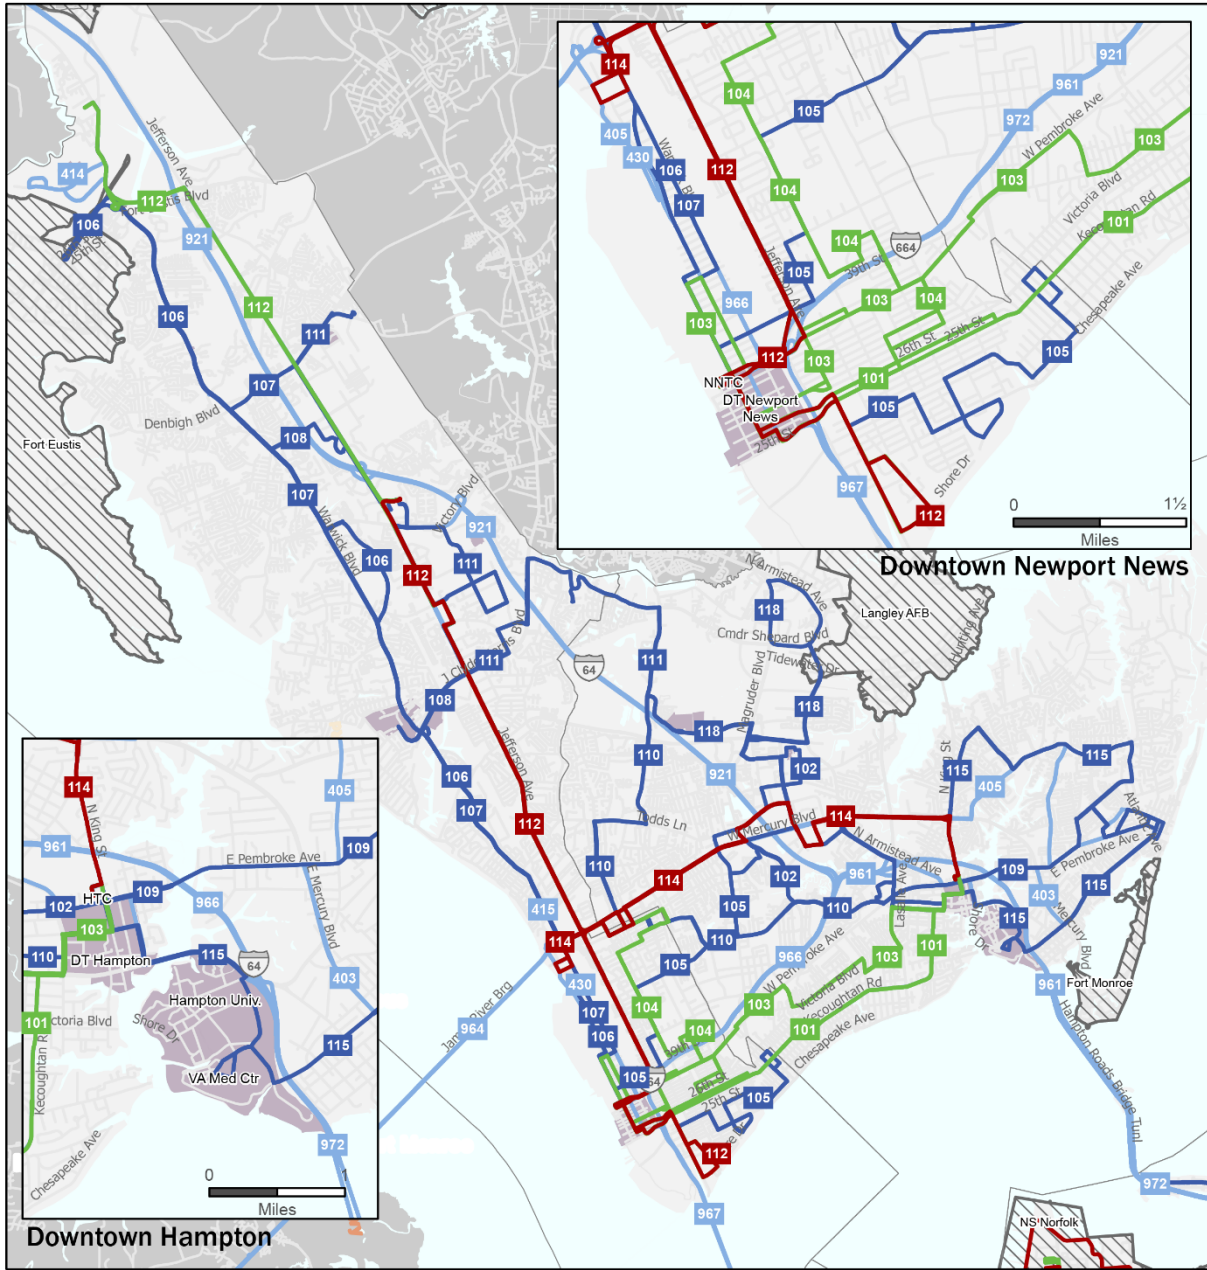 414
Jefferson Ave
112
Fort Eustis Blvd
106
45th St
921
106
112
111
107
Denbigh Blvd
108
Fort Eustis
107
Warwick Blvd
Victory Blvd
921
106
111
112
J Clyde Morris Blvd
111
108
64
106
107
Jefferson Ave
112
111
110
118
N Armistead Ave
Cmdr Shepard Blvd
Tidewater Dr
Magruder Blvd
118
118
102
921
Langley AFB
Hunting Ave
N King St
115
405
115
Atlantic Ave
Todds Ln
W Mercury Blvd
114
N Armistead Ave
110
114
102
961
109
E Pembroke Ave
403
115
105
110
Lasalle Ave
Shore Dr
115
Mercury Blvd
415
114
430
105
110
966
W Pembroke Ave
103
101
Fort Monroe
961
Hampton Roads Bridge Tunl
James River Brg
964
107
106
104
104
39th St
103
Victoria Blvd
Kecoughtan Rd
101
Chesapeake Ave
105
64
26th St
25th St
105
112
967
972
NS Norfolk
114
405
430
106
107
Jefferson Ave
112
104
105
921
961
972
W Pembroke Ave
103
103
Victoria Blvd
Kecoughtan Rd
101
104
104
39th St
664
105
966
103
103
104
26th St
25th St
Chesapeake Ave
105
112
103
101
NNTC
DT Newport
News
25th St
105
967
Shore Dr
112
0
1½
Miles
Downtown Newport News
114
N King St
405
961
E Pembroke Ave
109
E Mercury Blvd
HTC
109
102
966
103
110
DT Hampton
115
64
403
Hampton Univ.
101
Victoria Blvd
Shore Dr
115
Kecoughtan R
VA Med Ctr
972
Chesapeake Ave
0
1
Miles
Downtown Hampton